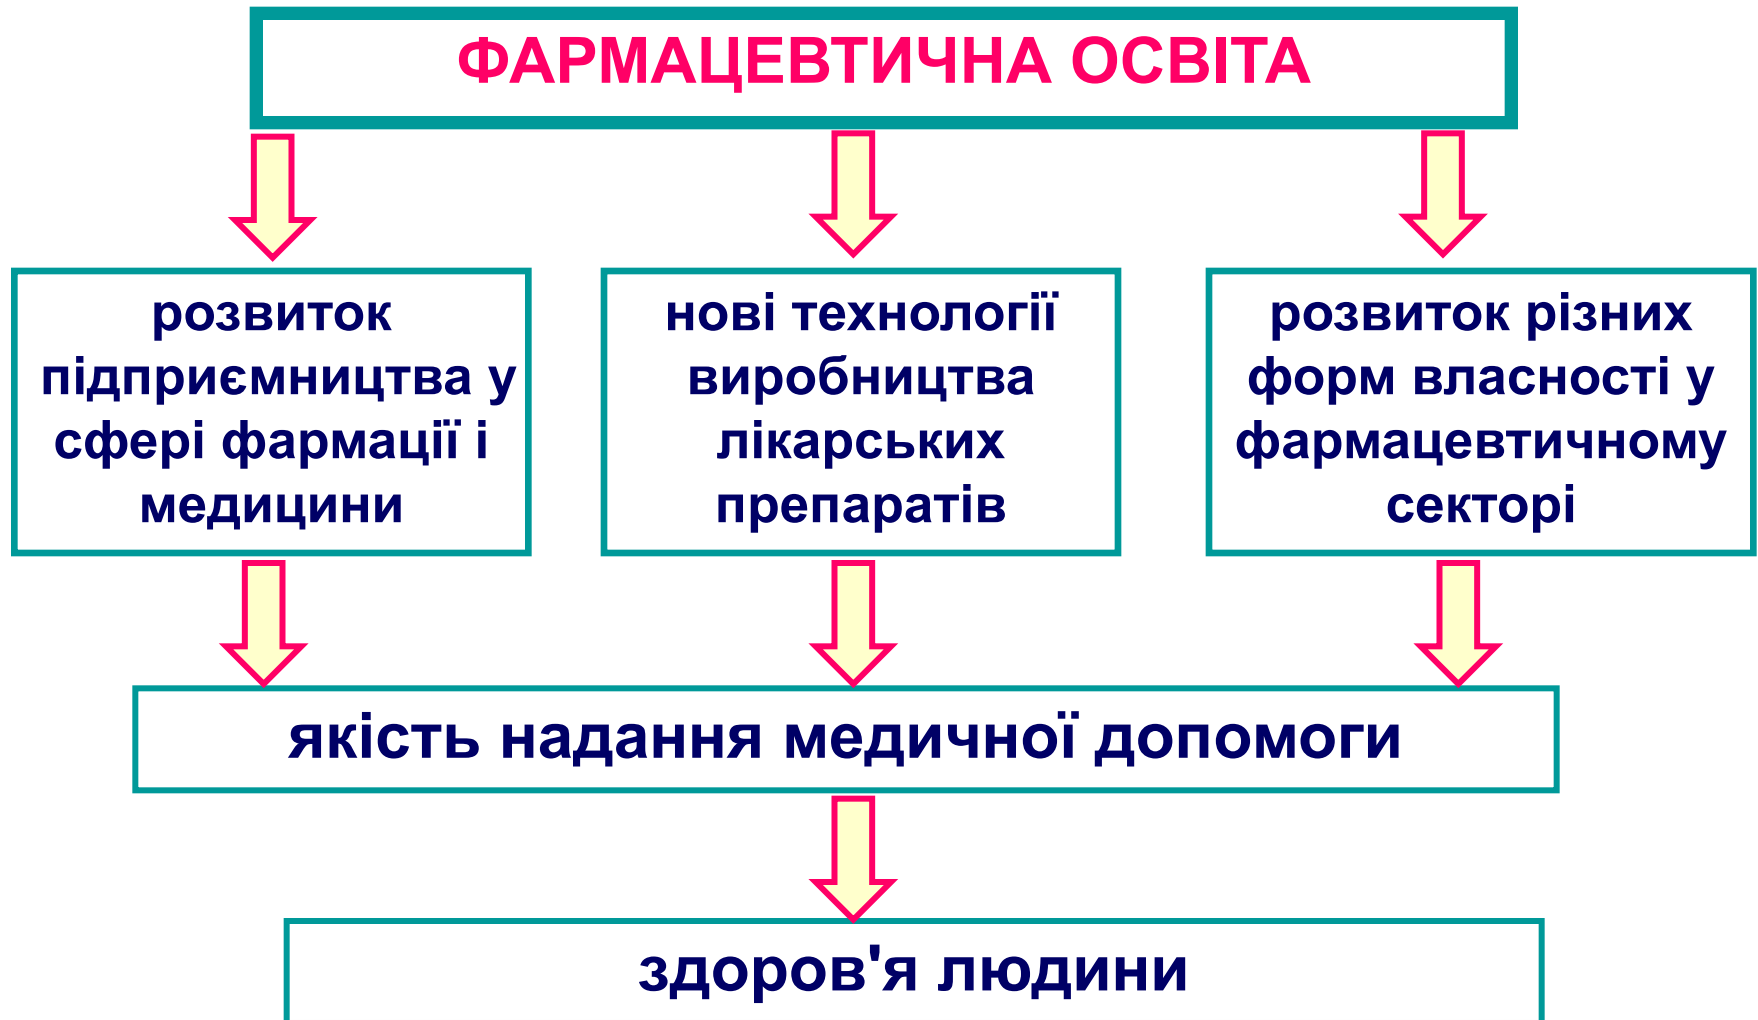 ФАРМАЦЕВТИЧНА ОСВІТА
розвиток
підприємництва у
сфері фармації і
медицини
нові технології
виробництва
лікарських
препаратів
розвиток різних
форм власності у
фармацевтичному
секторі
якість надання медичної допомоги
здоров'я людини